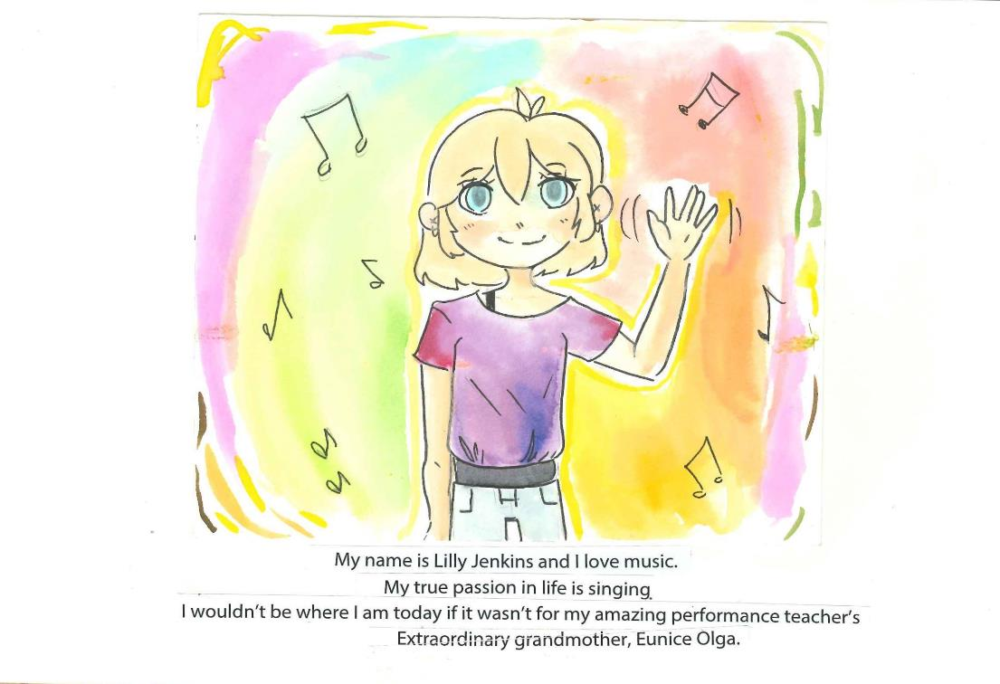 My name is Lilly Jenkins and I love music.
My true passion in life is singing
I wouldn't be where I am today if it wasn't for my amazing performance teacher's
Extraordinary grandmother, Eunice Olga.